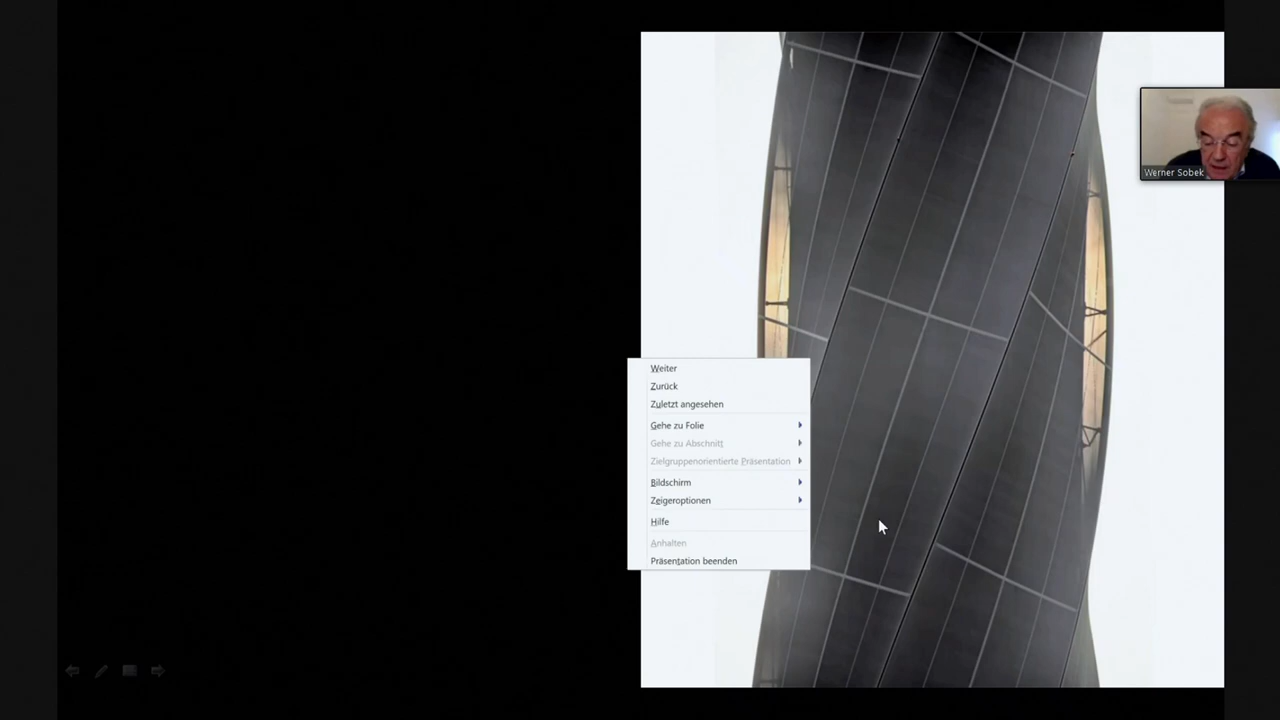 Werner Sobek
Weiter
Zurück
Zuletzt angesehen
Gehe zu Folie
Gehe zu Abschnitt
Zielgruppenorientierte Präsentation
Bildschirm
Zeigeroptionen
Hilfe
Anhalten
Präsentation beenden